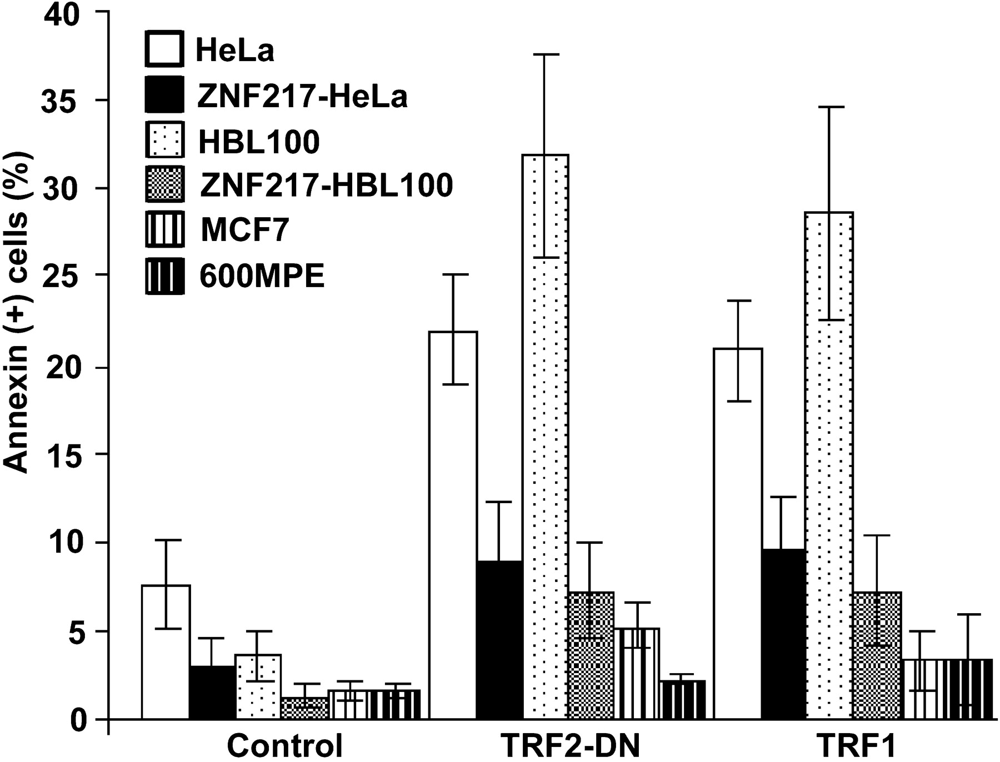 Annexin (+) cells (%)
40
35
30
25
20
15
10
5
0
HeLa
ZNF217-HeLa
HBL100
ZNF217-HBL100
MCF7
600MPE
Control
TRF2-DN
TRF1